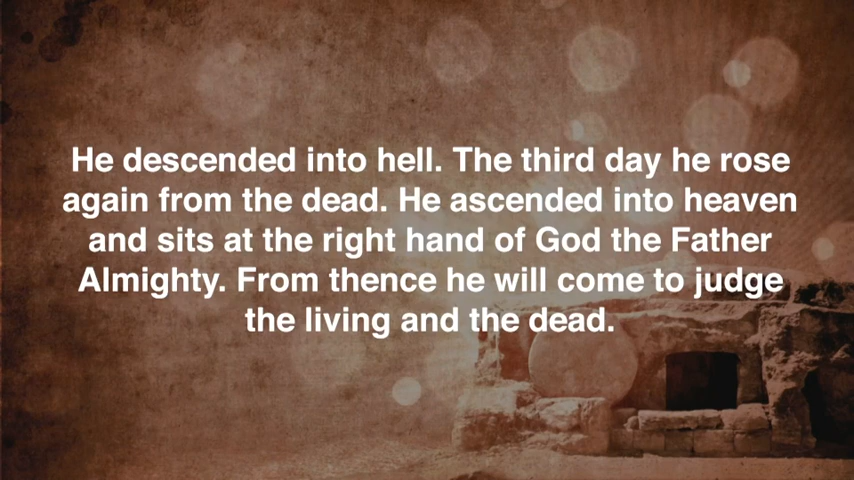 He descended into hell. The third day he rose
again from the dead. He ascended into heaven
and sits at the right hand of God the Father
Almighty. From thence he will come to judge
the living and the dead.